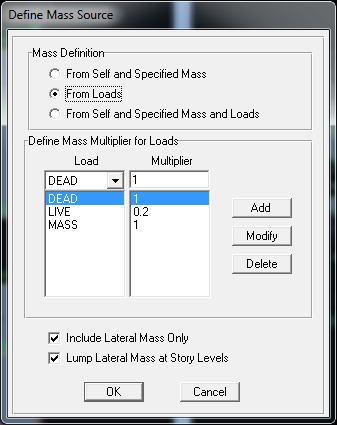 Define Mass Source
Mass Definition
From Self and Specified Mass
From Loads
From Self and Specified Mass and Loads
Define Mass Multiplier for Loads
Load Multiplier
DEAD 1
DEAD 1
LIVE 0.2
MASS 1
Add
Modify
Delete
Include Lateral Mass Only
Lump Lateral Mass at Story Levels
OK Cancel